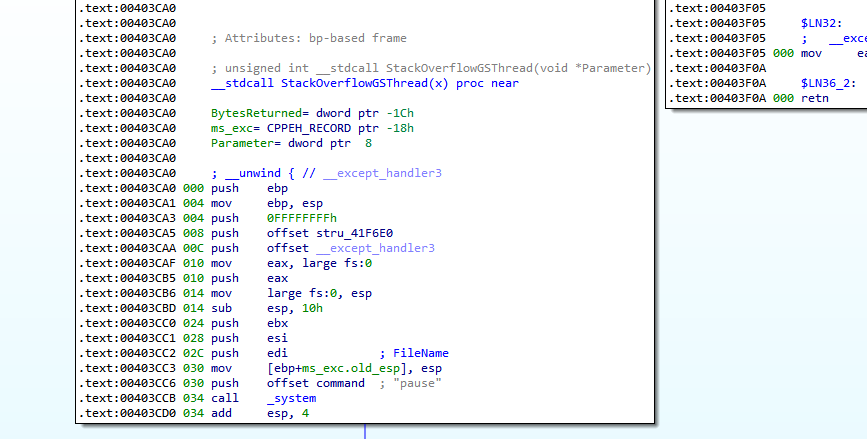 .text:00403CA0
.text:00403CA0
.text:00403CA0 ; Attributes: bp-based frame
.text:00403CA0
.text:00403CA0 ; unsigned int __stdcall StackOverflowGSThread(void *Parameter)
.text:00403CA0 __stdcall StackOverflowGSThread(x) proc near
.text:00403CA0
.text:00403CA0 BytesReturned= dword ptr -1Ch
.text:00403CA0 ms_exc= CPPEH_RECORD ptr -18h
.text:00403CA0 Parameter= dword ptr  8
.text:00403CA0
.text:00403CA0 ; __unwind { // __except_handler3
.text:00403CA0 000 push    ebp
.text:00403CA1 004 mov     ebp, esp
.text:00403CA3 004 push    0FFFFFFFFh
.text:00403CA5 008 push    offset stru_41F6E0
.text:00403CAA 00C push    offset __except_handler3
.text:00403CAF 010 mov     eax, large fs:0
.text:00403CB5 010 push    eax
.text:00403CB6 014 mov     large fs:0, esp
.text:00403CBD 014 sub     esp, 10h
.text:00403CC0 024 push    ebx
.text:00403CC1 028 push    esi
.text:00403CC2 02C push    edi             ; FileName
.text:00403CC3 030 mov     [ebp+ms_exc.old_esp], esp
.text:00403CC6 030 push    offset command  ; "pause"
.text:00403CCB 034 call    _system
.text:00403CD0 034 add     esp, 4
.text:00403F05
.text:00403F05 $LN32:
.text:00403F05 ;   __exce
.text:00403F05 000 mov     ea
.text:00403F0A
.text:00403F0A $LN36_2:
.text:00403F0A 000 retn